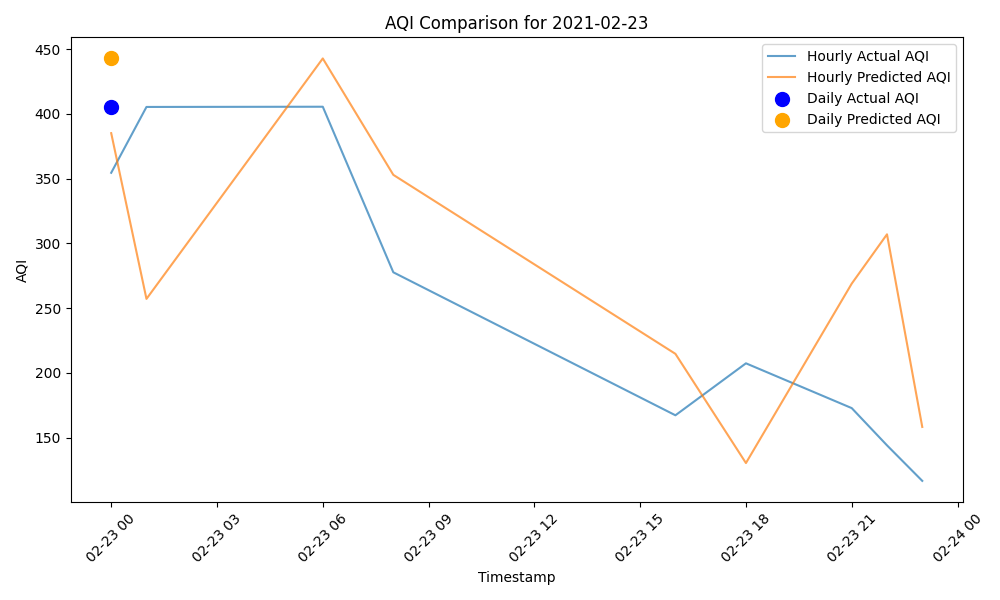 AQI Comparison for 2021-02-23
Hourly Actual AQI
Hourly Predicted AQI
Daily Actual AQI
Daily Predicted AQI
AQI
450
400
350
300
250
200
150
02-23 00
02-23 03
02-23 06
02-23 09
02-23 12
02-23 15
02-23 18
02-23 21
02-24 00
Timestamp